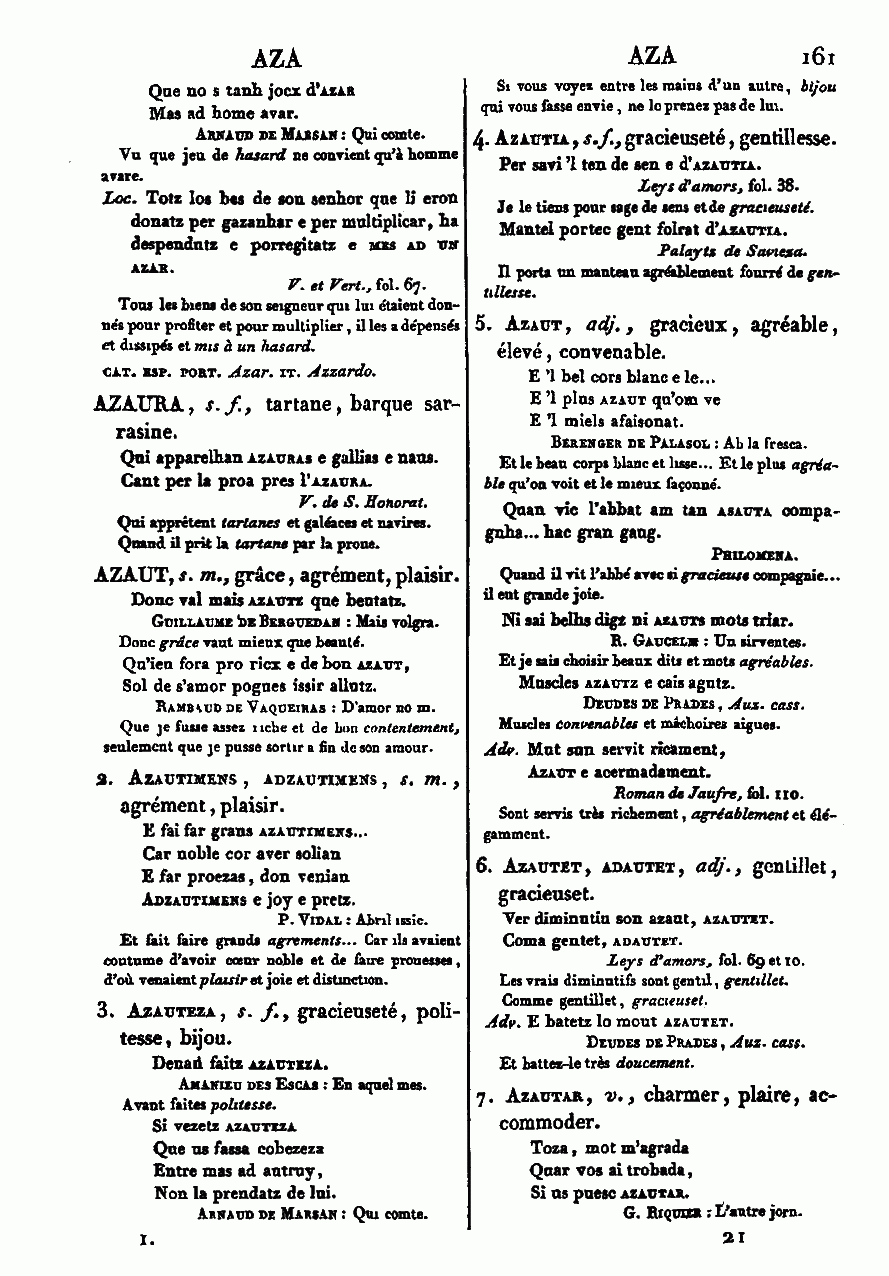 AZA
Que no s tanh jocx d'AZAR
Mas ad home avar.
ARNAUD DE MARSAN : Qui comte.
Vu que jeu de hasard ne convient qu'à homme
avare.
Loc. Totz los bes de son senhor que li eron
donatz per gazanhar e per multiplicar, ha
despendutz e porregitatz e MES AD UN
AZAR.
V. et Vert., fol. 67.
Tous les biens de son seigneur qui lui étaient don-
nés pour profiter et pour multiplier, il les a dépensés
et dissipés et mis à un hasard.
CAT. ESP. PORT. Azar. IT. Azzardo.
AZAURA, s. f., tartane, barque sar-
rasine.
Qui apparelhan AZAURAS e gallias e naus.
Cant per la proa pres l'AZAURA.
V. de S. Honorat.
Qui apprêtent tartanes et galéaces et navires.
Quand il prit la tartane par la proue.
AZAUT, s. m., grâce, agrément, plaisir.
Donc val mais AZAUTZ que beutatz.
GUILLAUME DE BERGUEDAN : Mais volgra.
Donc grâce vaut mieux que beauté.
Qu'ieu fora pro ricx e de bon AZAUT,
Sol de s'amor pogues issir allutz.
RAMBAUD DE VAQUEIRAS : D'amor no m.
Que je fusse assez riche et de bon contentement,
seulement que je pusse sortir a fin de son amour.
2. AZAUTIMENS, ADZAUTIMENS, s. m.,
agrément, plaisir.
E fai far grans AZAUTIMENS...
Car noble cor aver solian
E far proezas, don venian
ADZAUTIMENS e joy e pretz.
P. VIDAL : Abril issic.
Et fait faire grands agréments... Car ils avaient
coutume d'avoir cœur noble et de faire prouesses,
d'où venaient plaisir et joie et distinction.
3. AZAUTEZA, s. f., gracieuseté, poli-
tesse, bijou.
Denan faitz AZAUTEZA.
AMANIEU DES ESCAS : En aquel mes.
Avant faites politesse.
Si vezetz AZAUTEZA
Que us fassa cobezeza
Entre mas ad autruy,
Non la prendatz de lui.
ARNAUD DE MARSAN : Qui comte.
I.
AZA 161
Si vous voyez entre les mains d'un autre, bijou
qui vous fasse envie, ne lo prenez pas de lui.
4. AZAUTIA, s. f., gracieuseté, gentillesse.
Per savi 'l ten de sen e d'AZAUTIA.
Leys d'amors, fol. 38.
Je le tiens pour sage de sens et de gracieuseté.
Mantel portec gent folrat d'AZAUTIA.
Palaytz de Savieza.
Il porta un manteau agréablement fourré de gen-
tillesse.
5. AZAUT, adj., gracieux, agréable,
élevé, convenable.
E 'l bel cors blanc e le...
E 'l plus AZAUT qu'om ve
E 'l miels afaisonat.
BERENGER DE PALASOL : Ab la fresca.
Et le beau corps blanc et lisse... Et le plus agréa-
ble qu'on voit et le mieux façonné.
Quan vic l'abbat am tan ASAUTA compa-
gnha... hac gran gaug.
PHILOMENA.
Quand il vit l'abbé avec si gracieuse compagnie...
il eut grande joie.
Ni sai belhs digz ni AZAUTS mots triar.
R. GAUCELM : Un sirventes.
Et je sais choisir beaux dits et mots agréables.
Muscles AZAUTZ e cais agutz.
DEUDES DE PRADES, Aux. cass.
Muscles convenables et mâchoires aigues.
Adv. Mut sun servit ricament,
AZAUT e acermadament.
Roman de Jaufre, fol. 110.
Sont servis très richement, agréablement et élé-
gamment.
6. AZAUTET, ADAUTET, adj., gentillet,
gracieuset.
Ver diminutiu son azaut, AZAUTET.
Coma gentet, ADAUTET.
Leys d'amors, fol. 69 et 10.
Les vrais diminutifs sont gentil, gentillet.
Comme gentillet, gracieuset.
Adv. E batetz lo mout AZAUTET.
DEUDES DE PRADES, Aux. cass.
Et battez-le très doucement.
7. AZAUTAR, v., charmer, plaire, ac-
commoder.
Toza, mot m'agrada
Quar vos ai trobada,
Si us puesc AZAUTAR.
G. RIQUIER : L'autre jorn.
21